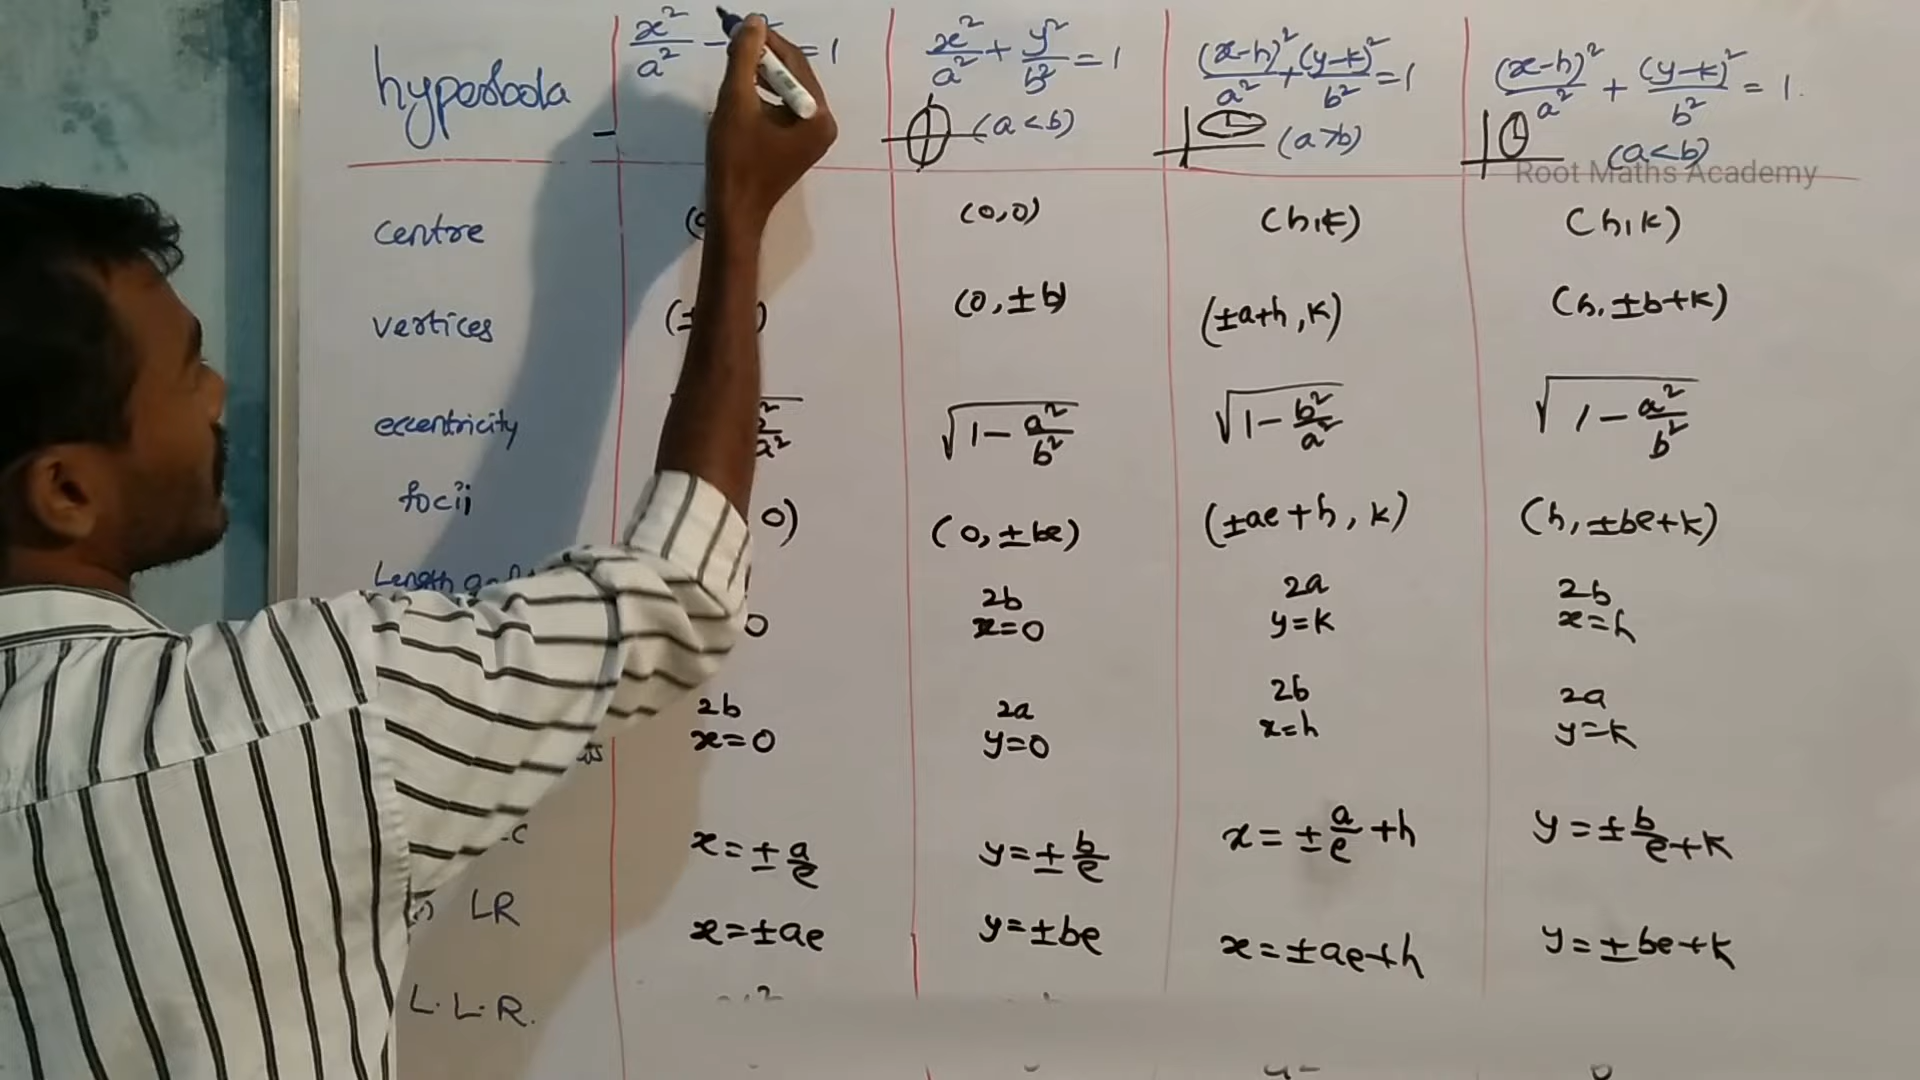 hyperbola
x²/a² – = 1
x²/a² + y²/b² = 1
(a < b)
(x-h)²/a² + (y-k)²/b² = 1
(a > b)
(x-h)²/a² + (y-k)²/b² = 1.
(a < b)
Root Maths Academy
centre
(0,0)
(h,k)
(h,k)
vertices
(0, ±b)
(±a+h, k)
(h, ±b+k)
eccentricity
a²
√1 – a²/b²
√1 – b²/a²
√1 – a²/b²
focii
0)
(0, ±be)
(±ae+h, k)
(h, ±be+k)
Length
0
2b
x=0
2a
y=k
2b
x=h
2b
x=0
2a
y=0
2b
x=h
2a
y=k
x = ± a/e
y = ± b/e
x = ± a/e + h
y = ± b/e + k
LR
x = ±ae
y = ±be
x = ±ae+h
y = ± be+k
L.L.R.